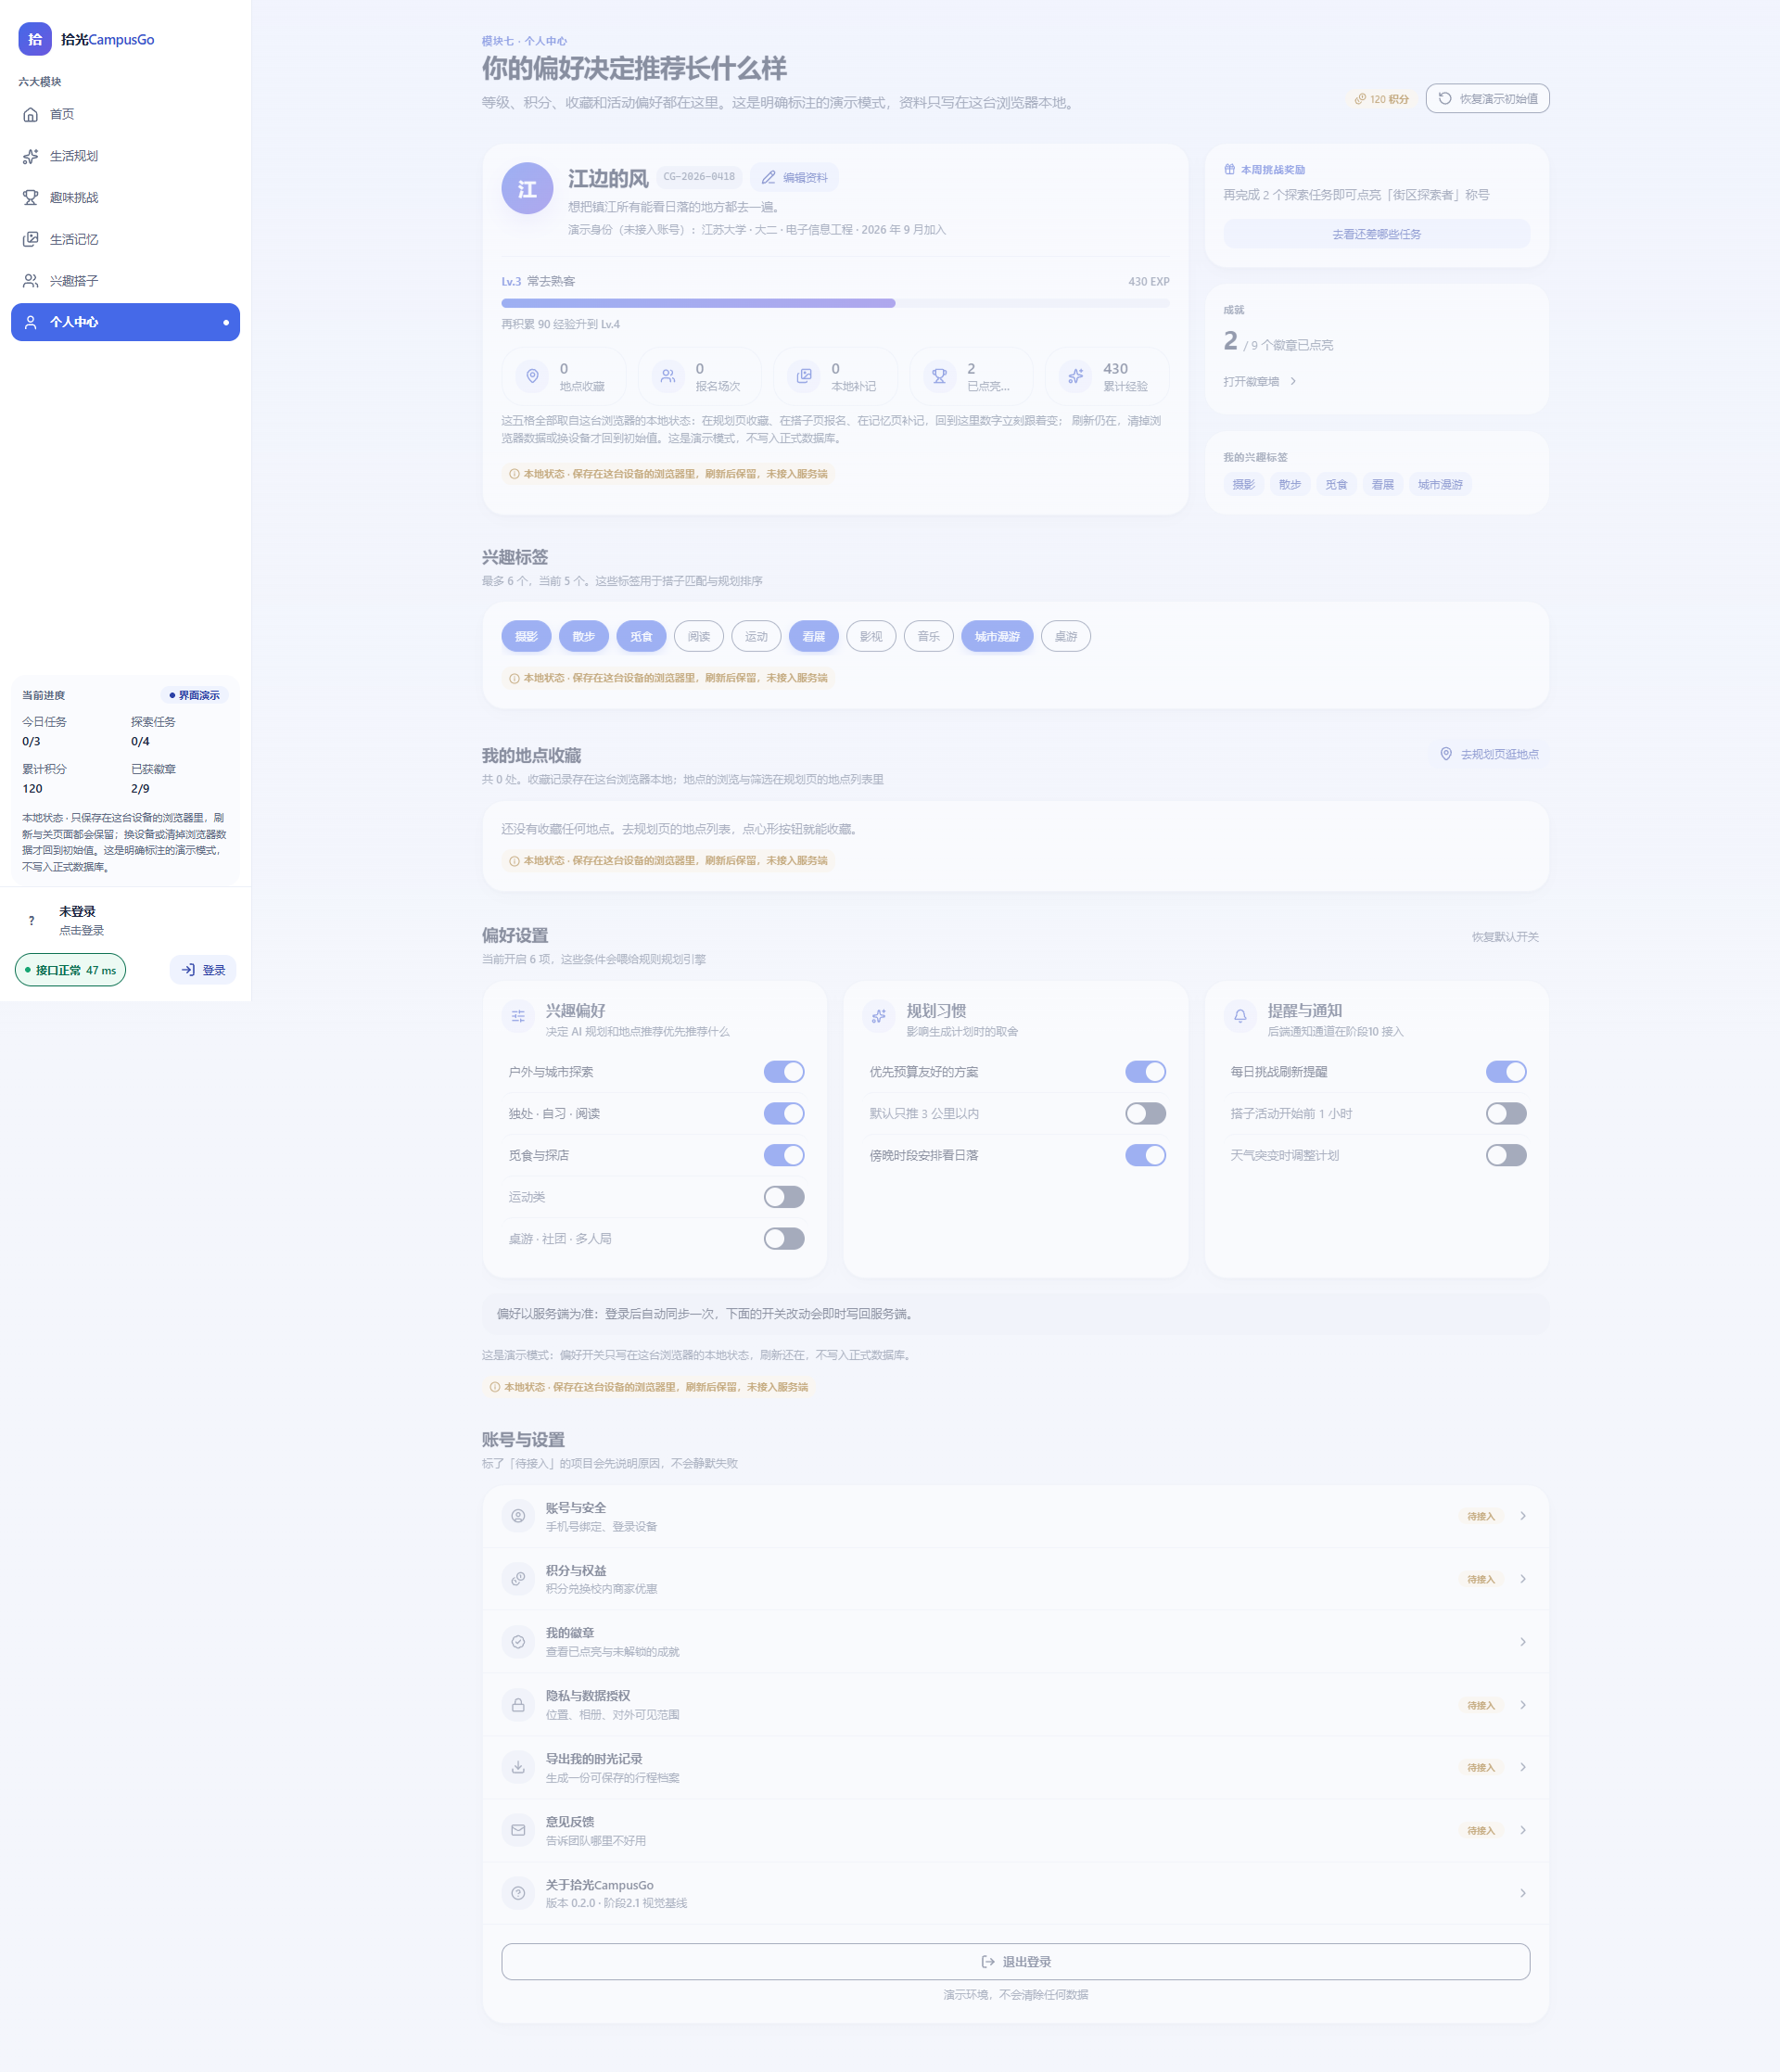 拾 拾光CampusGo
六大模块
首页
生活规划
趣味挑战
生活记忆
兴趣搭子
个人中心
当前进度 界面演示
今日任务 探索任务
0/3 0/4
累计积分 已获徽章
120 2/9
本地状态 · 只保存在这台设备的浏览器里，刷
新与关页面都会保留；换设备或清掉浏览器数
据才回到初始值。这是明确标注的演示模式，
不写入正式数据库。
? 未登录
点击登录
接口正常 47 ms 登录
模块七 · 个人中心
你的偏好决定推荐长什么样
等级、积分、收藏和活动偏好都在这里。这是明确标注的演示模式，资料只写在这台浏览器本地。
120 积分 恢复演示初始值
江 江边的风 CG-2026-0418 编辑资料
想把镇江所有能看日落的地方都去一遍。
演示身份（未接入账号）：江苏大学 · 大二 · 电子信息工程 · 2026 年 9 月加入
Lv.3 常去熟客 430 EXP
再积累 90 经验升到 Lv.4
0 地点收藏
0 报名场次
0 本地补记
2 已点亮...
430 累计经验
这五格全部取自这台浏览器的本地状态：在规划页收藏、在搭子页报名、在记忆页补记，回到这里数字立刻跟着变； 刷新仍在，清掉浏
览器数据或换设备才回到初始值。这是演示模式，不写入正式数据库。
本地状态 · 保存在这台设备的浏览器里，刷新后保留，未接入服务端
本周挑战奖励
再完成 2 个探索任务即可点亮「街区探索者」称号
去看还差哪些任务
成就
2 / 9 个徽章已点亮
打开徽章墙
我的兴趣标签
摄影 散步 觅食 看展 城市漫游
兴趣标签
最多 6 个，当前 5 个。这些标签用于搭子匹配与规划排序
摄影 散步 觅食 阅读 运动 看展 影视 音乐 城市漫游 桌游
本地状态 · 保存在这台设备的浏览器里，刷新后保留，未接入服务端
我的地点收藏 去规划页逛地点
共 0 处。收藏记录存在这台浏览器本地；地点的浏览与筛选在规划页的地点列表里
还没有收藏任何地点。去规划页的地点列表，点心形按钮就能收藏。
本地状态 · 保存在这台设备的浏览器里，刷新后保留，未接入服务端
偏好设置 恢复默认开关
当前开启 6 项，这些条件会喂给规则规划引擎
兴趣偏好
决定 AI 规划和地点推荐优先推荐什么
户外与城市探索
独处 · 自习 · 阅读
觅食与探店
运动类
桌游 · 社团 · 多人局
规划习惯
影响生成计划时的取舍
优先预算友好的方案
默认只推 3 公里以内
傍晚时段安排看日落
提醒与通知
后端通知通道在阶段10 接入
每日挑战刷新提醒
搭子活动开始前 1 小时
天气突变时调整计划
偏好以服务端为准：登录后自动同步一次，下面的开关改动会即时写回服务端。
这是演示模式：偏好开关只写在这台浏览器的本地状态，刷新还在，不写入正式数据库。
本地状态 · 保存在这台设备的浏览器里，刷新后保留，未接入服务端
账号与设置
标了「待接入」的项目会先说明原因，不会静默失败
账号与安全 待接入
手机号绑定、登录设备
积分与权益 待接入
积分兑换校内商家优惠
我的徽章
查看已点亮与未解锁的成就
隐私与数据授权 待接入
位置、相册、对外可见范围
导出我的时光记录 待接入
生成一份可保存的行程档案
意见反馈 待接入
告诉团队哪里不好用
关于拾光CampusGo
版本 0.2.0 · 阶段2.1 视觉基线
退出登录
演示环境，不会清除任何数据